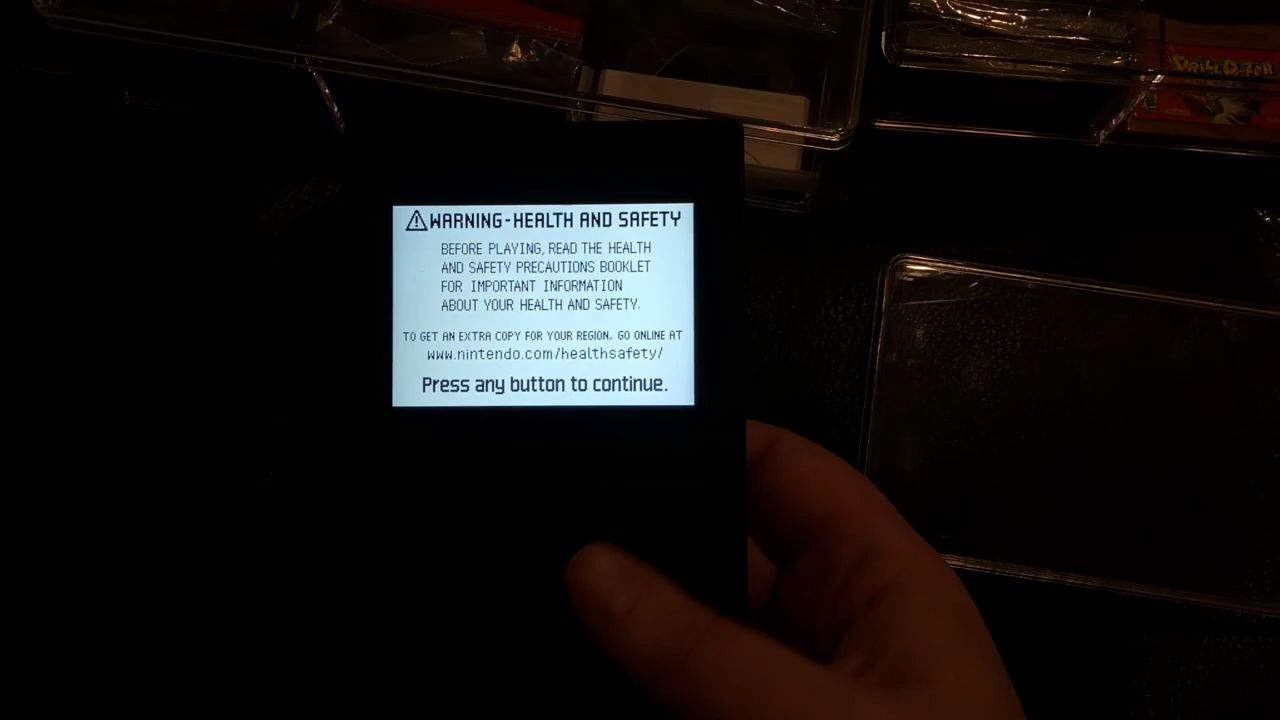 DRILL DOZER
WARNING-HEALTH AND SAFETY
BEFORE PLAYING, READ THE HEALTH
AND SAFETY PRECAUTIONS BOOKLET
FOR IMPORTANT INFORMATION
ABOUT YOUR HEALTH AND SAFETY.
TO GET AN EXTRA COPY FOR YOUR REGION, GO ONLINE AT
www.nintendo.com/healthsafety/
Press any button to continue.